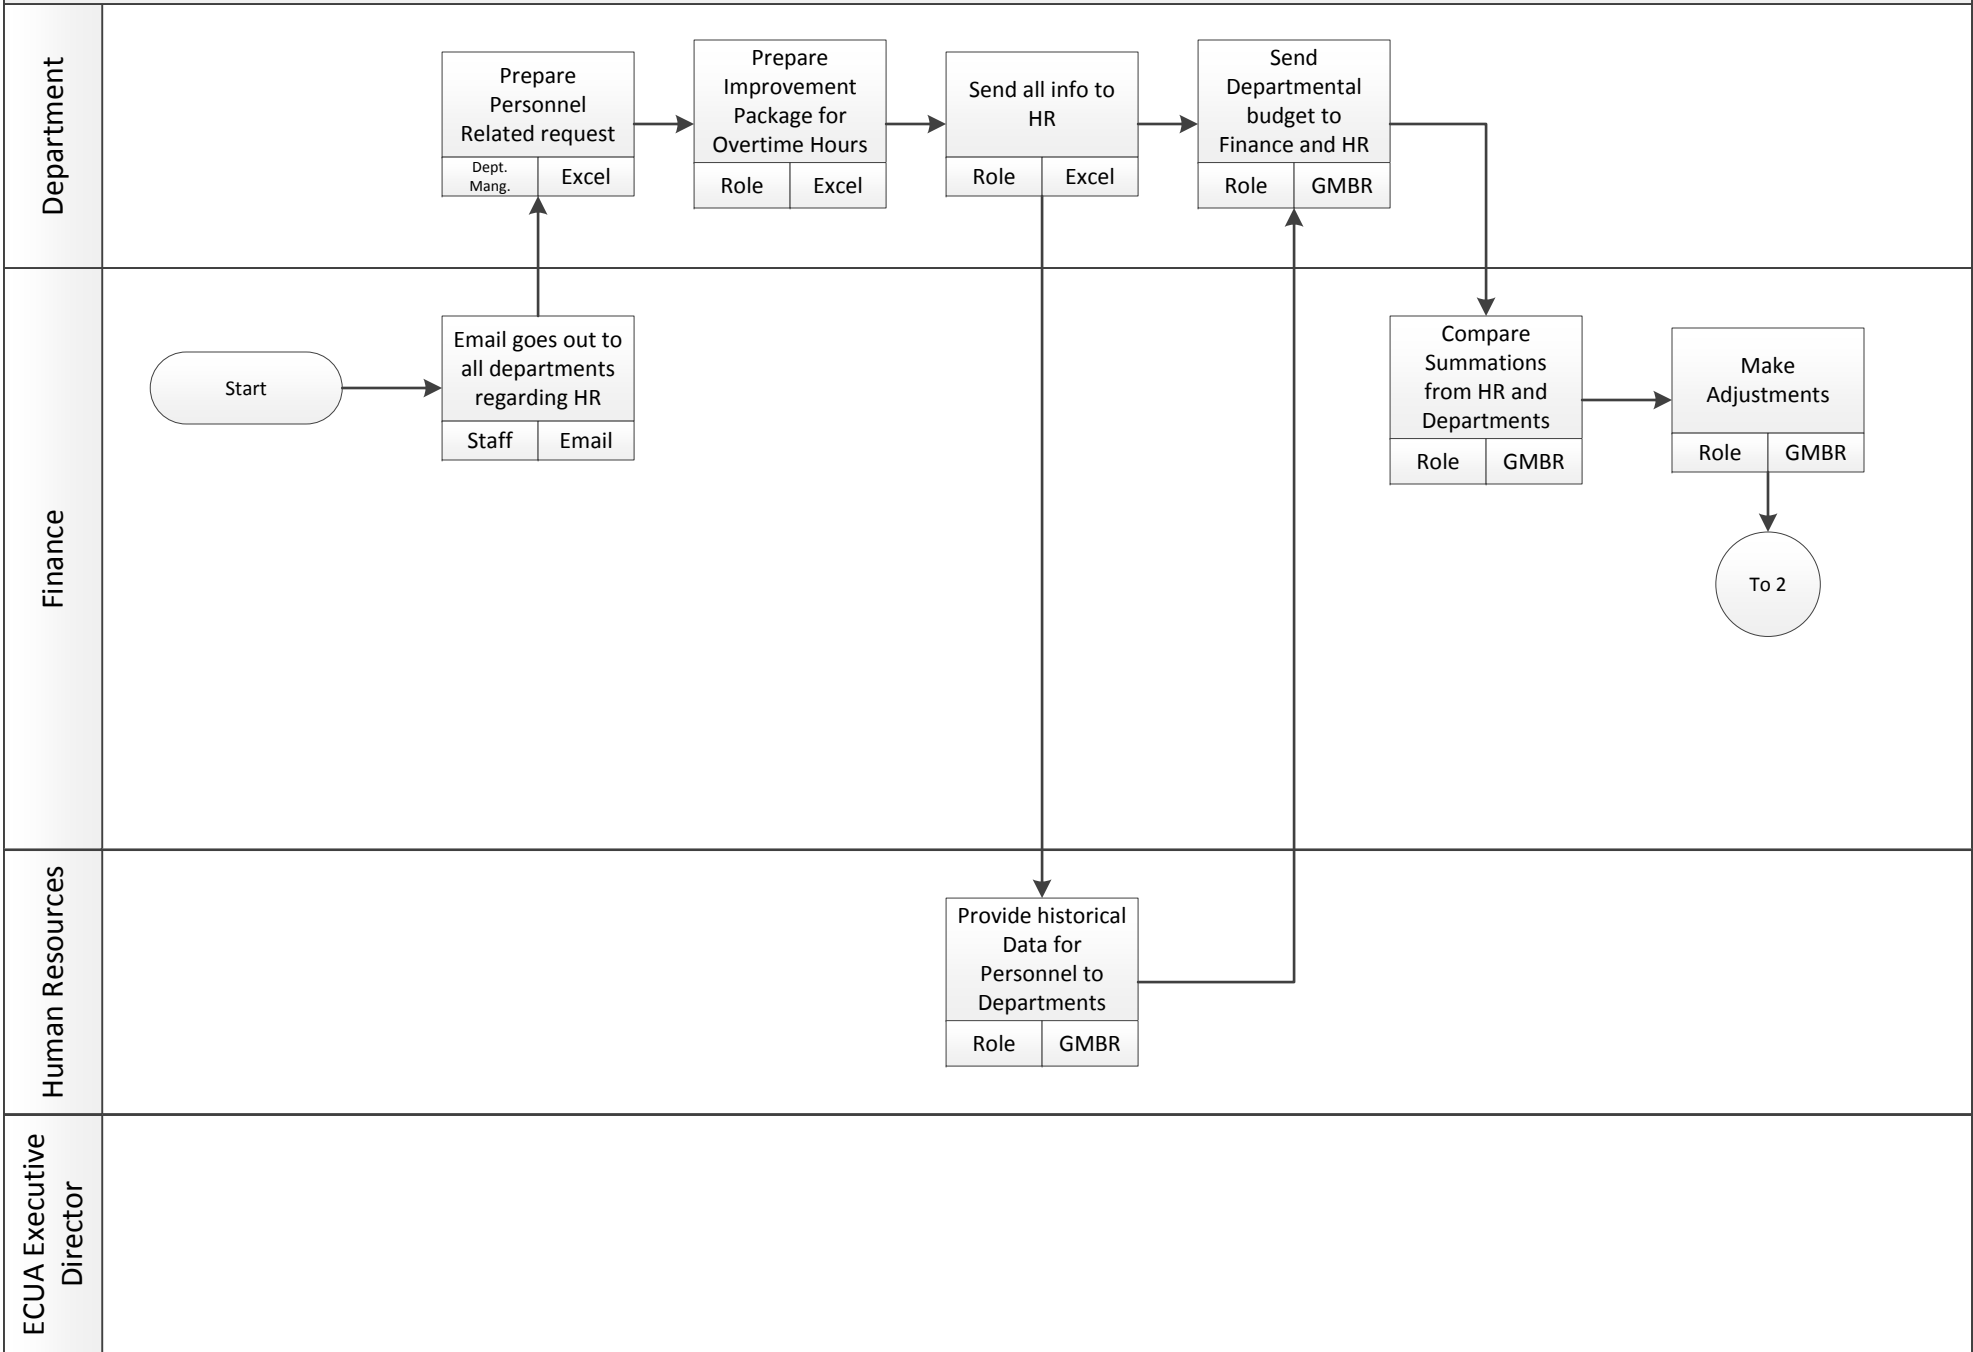 Department
Prepare
Personnel
Related request
Dept.
Mang.
Excel
Prepare
Improvement
Package for
Overtime Hours
Role
Excel
Send all info to
HR
Role
Excel
Send
Departmental
budget to
Finance and HR
Role
GMBR
Finance
Start
Email goes out to
all departments
regarding HR
Staff
Email
Compare
Summations
from HR and
Departments
Role
GMBR
Make
Adjustments
Role
GMBR
To 2
Human Resources
Provide historical
Data for
Personnel to
Departments
Role
GMBR
ECUA Executive
Director